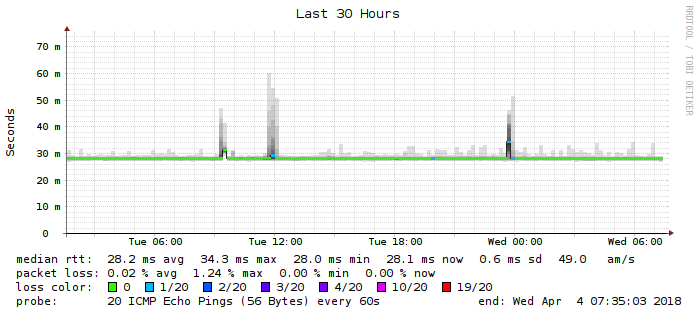 Last 30 Hours
RRDTOOL / TOBI OETIKER
Seconds
70 m
60 m
50 m
40 m
30 m
20 m
10 m
0
Tue 06:00 Tue 12:00 Tue 18:00 Wed 00:00 Wed 06:00
median rtt: 28.2 ms avg 34.3 ms max 28.0 ms min 28.1 ms now 0.6 ms sd 49.0 am/s
packet loss: 0.02 % avg 1.24 % max 0.00 % min 0.00 % now
loss color: 0 1/20 2/20 3/20 4/20 10/20 19/20
probe: 20 ICMP Echo Pings (56 Bytes) every 60s end: Wed Apr 4 07:35:03 2018